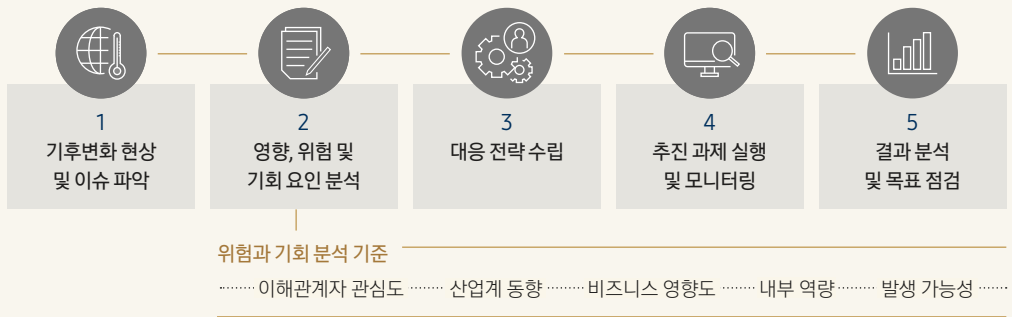 1
기후변화 현상
및 이슈 파악
2
영향, 위험 및
기회 요인 분석
3
대응 전략 수립
4
추진 과제 실행
및 모니터링
5
결과 분석
및 목표 점검
위험과 기회 분석 기준
이해관계자 관심도 산업계 동향 비즈니스 영향도 내부 역량 발생 가능성